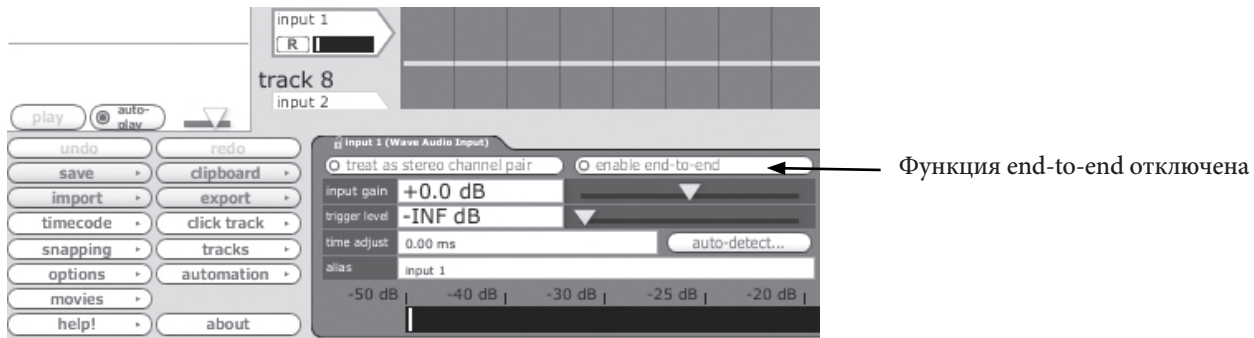 input 1
R
track 8
input 2
play
auto-play
undo redo
save clipboard
import export
timecode click track
snapping tracks
options automation
movies
help! about
input 1 (Wave Audio Input)
treat as stereo channel pair enable end-to-end
input gain +0.0 dB
trigger level -INF dB
time adjust 0.00 ms auto-detect...
alias input 1
-50 dB -40 dB -30 dB -25 dB -20 dB
Функция end-to-end отключена